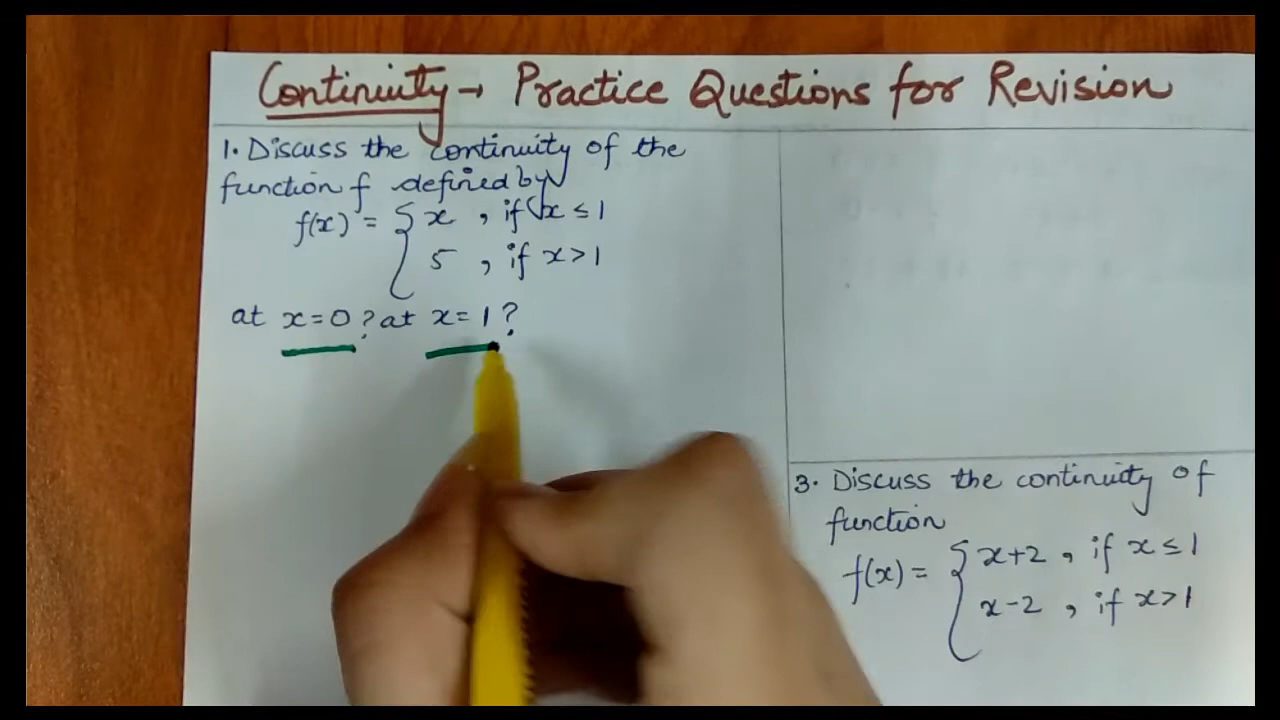 Continuity → Practice Questions for Revision
1. Discuss the continuity of the
function f defined by
f(x) = { x , if x ≤ 1
5 , if x > 1
at x=0 ? at x= 1 ?
3. Discuss the continuity of
function
f(x) = { x+2 , if x ≤ 1
x-2 , if x > 1